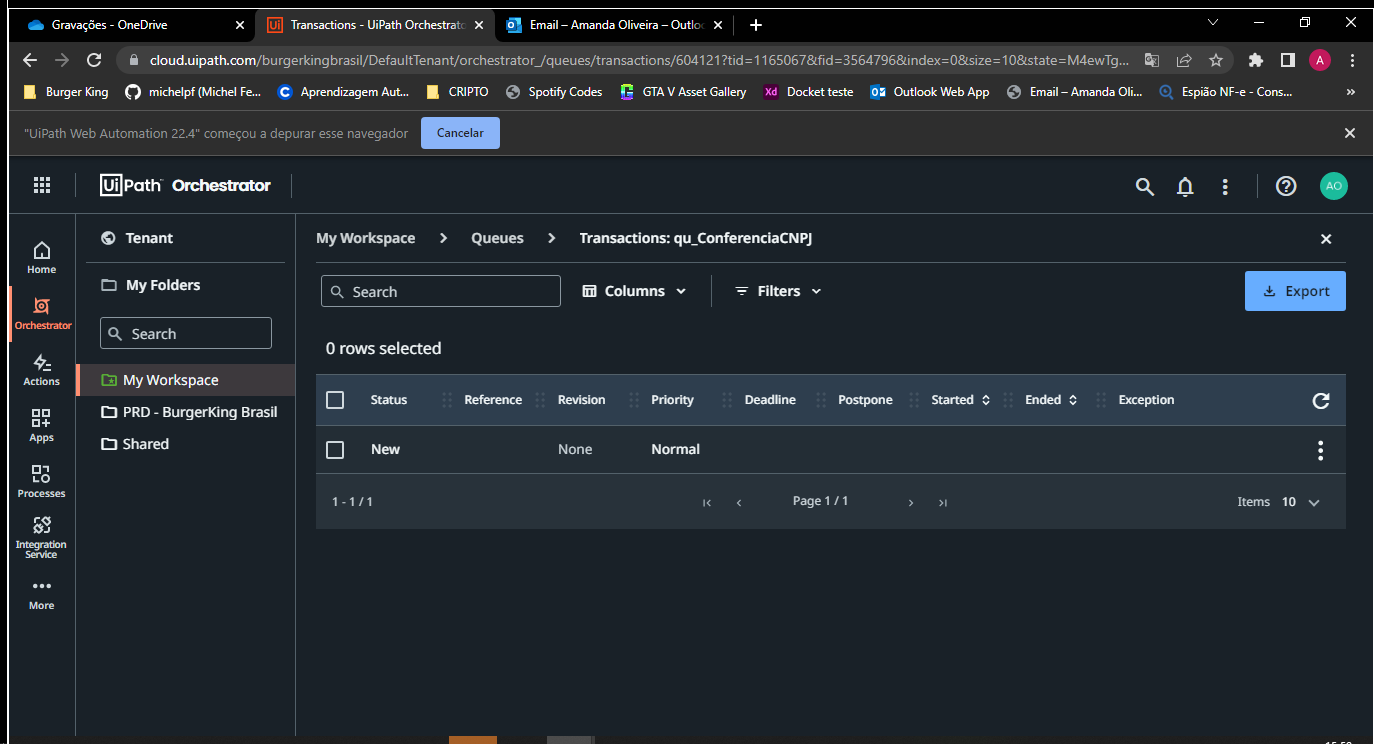 Gravações - OneDrive
Transactions - UiPath Orchestrato
Email – Amanda Oliveira – Outloo
cloud.uipath.com/burgerkingbrasil/DefaultTenant/orchestrator_/queues/transactions/604121?tid=1165067&fid=3564796&index=0&size=10&state=M4ewTg...
A
Burger King
michelpf (Michel Fe...
Aprendizagem Aut...
CRIPTO
Spotify Codes
GTA V Asset Gallery
Xd Docket teste
Outlook Web App
Email – Amanda Oli...
Espião NF-e - Cons...
"UiPath Web Automation 22.4" começou a depurar esse navegador
Cancelar
UiPath Orchestrator
AO
Home
Orchestrator
Actions
Apps
Processes
Integration
Service
More
Tenant
My Folders
Search
My Workspace
PRD - BurgerKing Brasil
Shared
My Workspace > Queues > Transactions: qu_ConferenciaCNPJ
Search
Columns
Filters
Export
0 rows selected
Status Reference Revision Priority Deadline Postpone Started Ended Exception
New None Normal
1 - 1 / 1
Page 1 / 1
Items 10